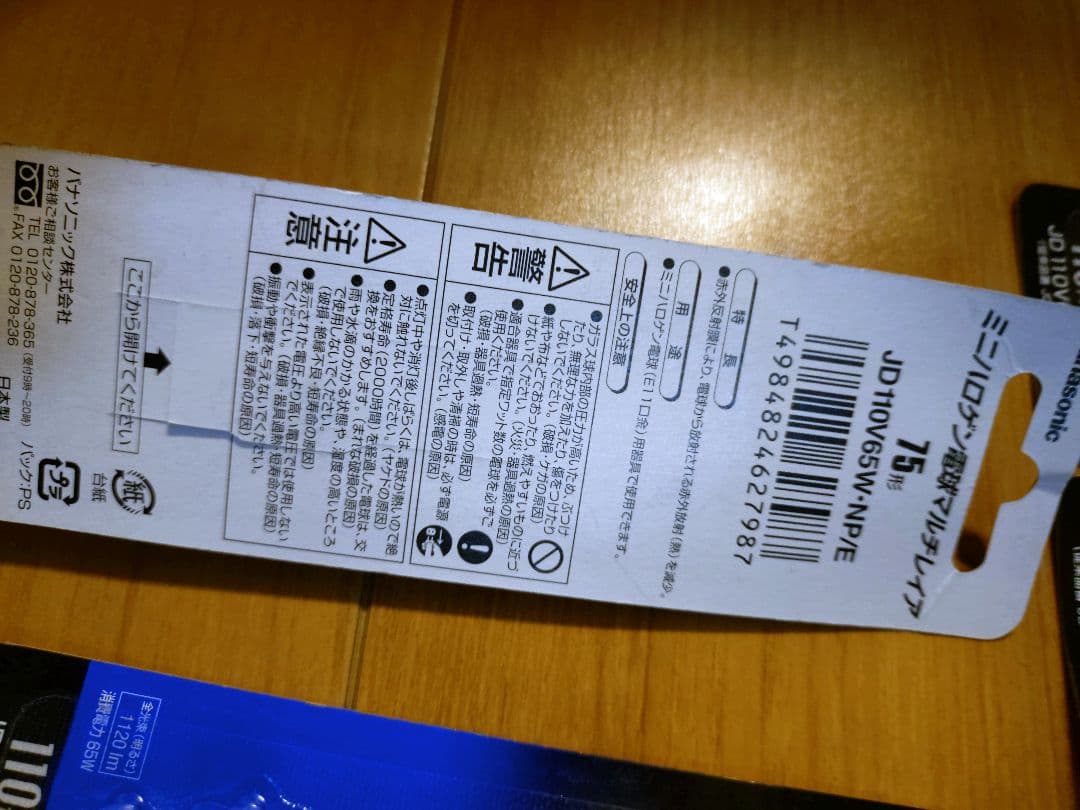 Panasonic
ミニハロゲン電球マルチレイア
75形
JD110V65W・NP/E
T4984824627987
特長
●赤外反射膜により、電球から放射される赤外放射(熱)を減少。
用途
●ミニハロゲン電球(E11口金)用器具で使用できます。
安全上の注意
警告
●ガラス球内部の圧力が高いため、ぶつけ
たり、無理な力を加えたり、傷をつけたり
しないでください。(破損・ケガの原因)
●紙や布などでおおったり、燃えやすいものに近づ
けないでください。(火災・器具過熱の原因)
●適合器具で指定ワット数の電球を必ずご
使用ください。
(破損・器具過熱・短寿命の原因)
●取付け・取外しや清掃の時は、必ず電源
を切ってください。(感電の原因)
注意
●点灯中や消灯後しばらくは、電球が熱いので絶
対に触れないでください。(ヤケドの原因)
●定格寿命(2000時間)を経過した電球は、交
換をおすすめします。(まれな破損の原因)
●雨や水滴のかかる状態や、湿度の高いところ
で使用しないでください。
(破損・絶縁不良・短寿命の原因)
●表示された電圧より高い電圧では使用しない
でください。(破損・器具過熱・短寿命の原因)
●振動や衝撃を与えないでください。
(破損・落下・短寿命の原因)
ここから開けてください
紙
台紙
プラ
パック:PS
パナソニック株式会社
お客様ご相談センター
TEL 0120-878-365(受付9時~20時)
FAX 0120-878-236
日本製
JD110V
全光束(明るさ)
1120 lm
消費電力 65W
110